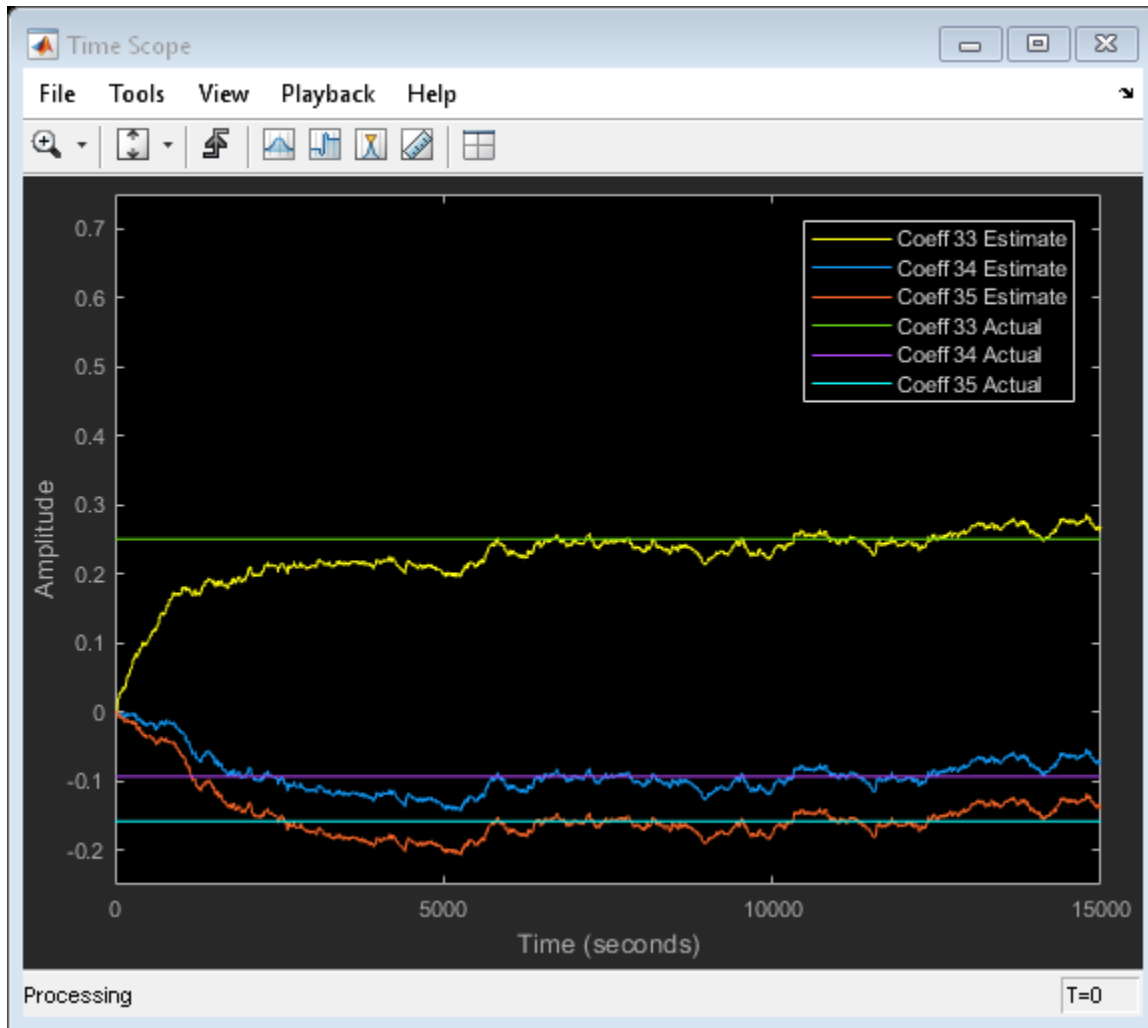 Time Scope
File Tools View Playback Help
0.7
0.6
0.5
0.4
0.3
0.2
0.1
0
-0.1
-0.2
Amplitude
Coeff 33 Estimate
Coeff 34 Estimate
Coeff 35 Estimate
Coeff 33 Actual
Coeff 34 Actual
Coeff 35 Actual
0 5000 10000 15000
Time (seconds)
Processing T=0